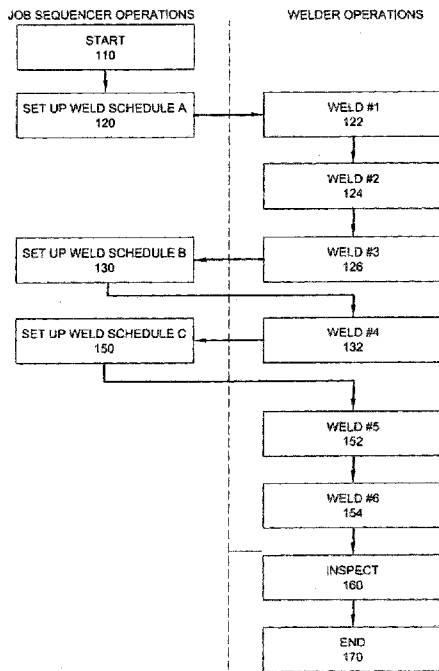 JOB SEQUENCER OPERATIONS
WELDER OPERATIONS
START
110
SET UP WELD SCHEDULE A
120
WELD #1
122
WELD #2
124
SET UP WELD SCHEDULE B
130
WELD #3
126
SET UP WELD SCHEDULE C
150
WELD #4
132
WELD #5
152
WELD #6
154
INSPECT
160
END
170